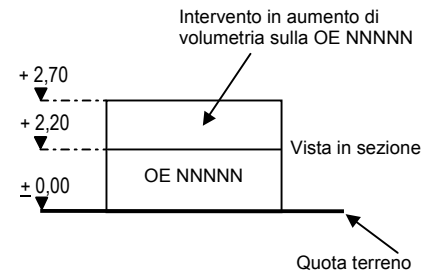 Intervento in aumento di
volumetria sulla OE NNNNN
+ 2,70
+ 2,20
Vista in sezione
OE NNNNN
± 0,00
Quota terreno